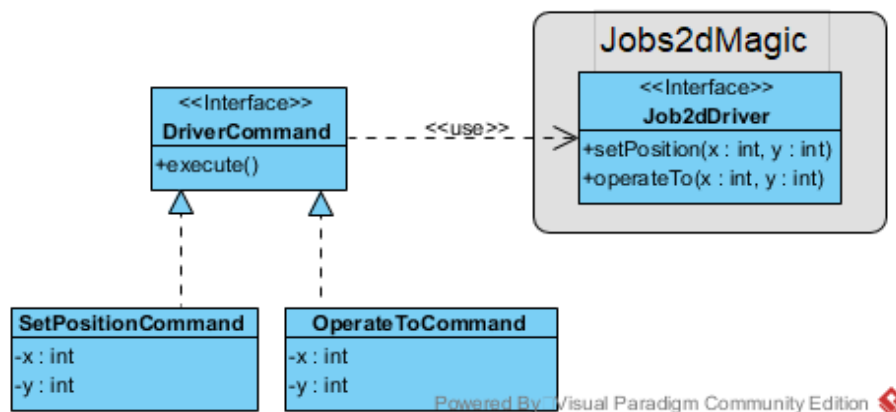 Jobs2dMagic
<<Interface>>
DriverCommand
+execute()
<<use>>
<<Interface>>
Job2dDriver
+setPosition(x : int, y : int)
+operateTo(x : int, y : int)
SetPositionCommand
-x : int
-y : int
OperateToCommand
-x : int
-y : int
Powered By Visual Paradigm Community Edition